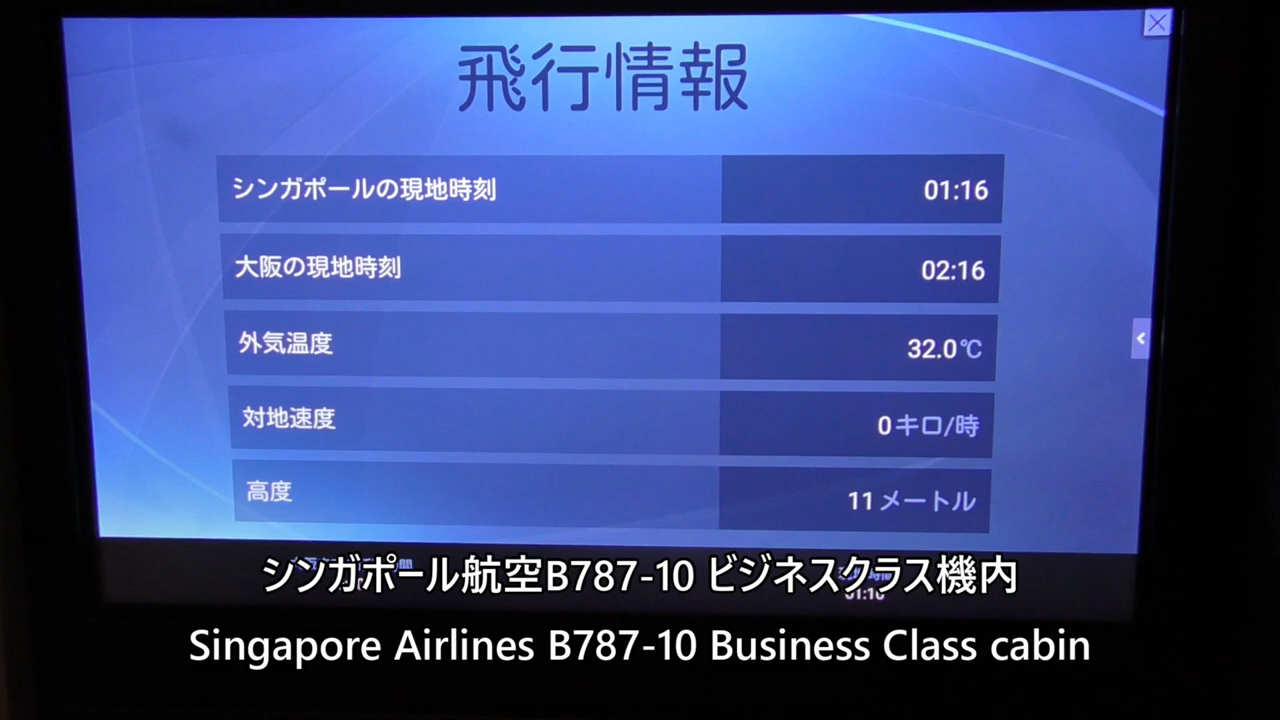 飛行情報
シンガポールの現地時刻 01:16
大阪の現地時刻 02:16
外気温度 32.0℃
対地速度 0キロ/時
高度 11メートル
シンガポール航空B787-10 ビジネスクラス機内
Singapore Airlines B787-10 Business Class cabin